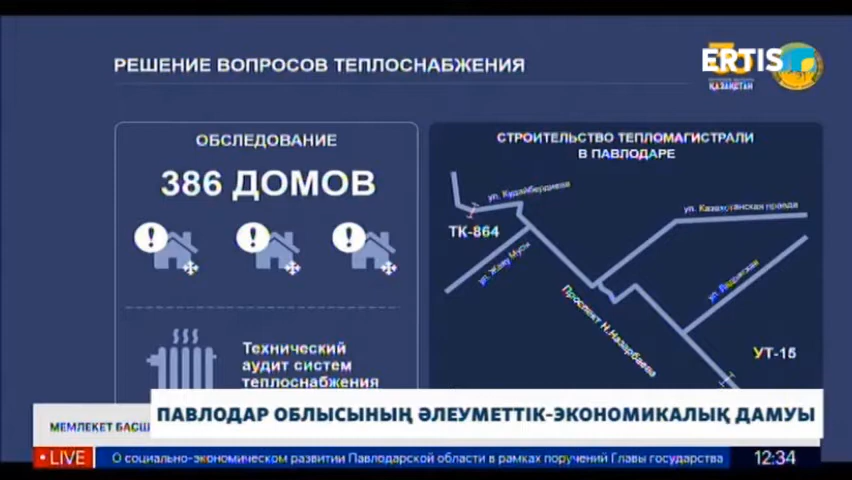 РЕШЕНИЕ ВОПРОСОВ ТЕПЛОСНАБЖЕНИЯ
ERTIS
30
ҚАЗАҚСТАН
ОБСЛЕДОВАНИЕ
386 ДОМОВ
Технический
аудит систем
теплоснабжения
СТРОИТЕЛЬСТВО ТЕПЛОМАГИСТРАЛИ
В ПАВЛОДАРЕ
ул. Кудайбердиева
ТК-864
ул. Жаяу Мусы
ул. Казахстанская правда
Проспект Н.Назарбаева
УТ-15
МЕМЛЕКЕТ БАСШ
ПАВЛОДАР ОБЛЫСЫНЫҢ ӘЛЕУМЕТТІК-ЭКОНОМИКАЛЫҚ ДАМУЫ
LIVE
О социально-экономическом развитии Павлодарской области в рамках поручений Главы государства
12:34